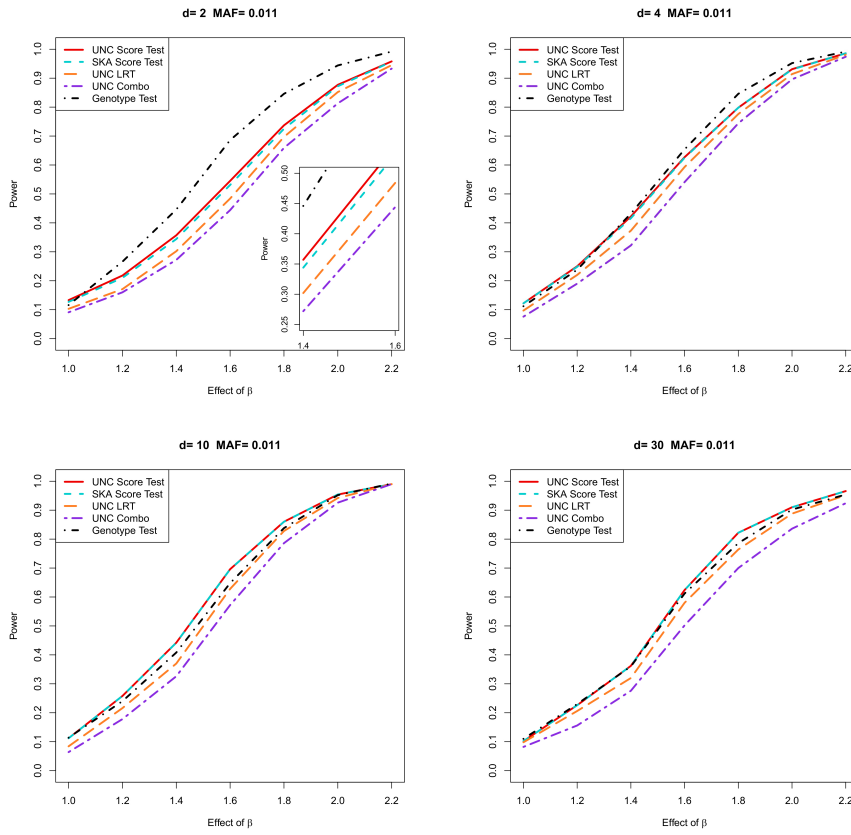 d= 2 MAF= 0.011
UNC Score Test
SKA Score Test
UNC LRT
UNC Combo
Genotype Test
Power
1.0
0.9
0.8
0.7
0.6
0.5
0.4
0.3
0.2
0.1
0.0
1.0 1.2 1.4 1.6 1.8 2.0 2.2
Effect of β
Power
0.50
0.45
0.40
0.35
0.30
0.25
1.4 1.6
d= 4 MAF= 0.011
UNC Score Test
SKA Score Test
UNC LRT
UNC Combo
Genotype Test
Power
1.0
0.9
0.8
0.7
0.6
0.5
0.4
0.3
0.2
0.1
0.0
1.0 1.2 1.4 1.6 1.8 2.0 2.2
Effect of β
d= 10 MAF= 0.011
UNC Score Test
SKA Score Test
UNC LRT
UNC Combo
Genotype Test
Power
1.0
0.9
0.8
0.7
0.6
0.5
0.4
0.3
0.2
0.1
0.0
1.0 1.2 1.4 1.6 1.8 2.0 2.2
Effect of β
d= 30 MAF= 0.011
UNC Score Test
SKA Score Test
UNC LRT
UNC Combo
Genotype Test
Power
1.0
0.9
0.8
0.7
0.6
0.5
0.4
0.3
0.2
0.1
0.0
1.0 1.2 1.4 1.6 1.8 2.0 2.2
Effect of β